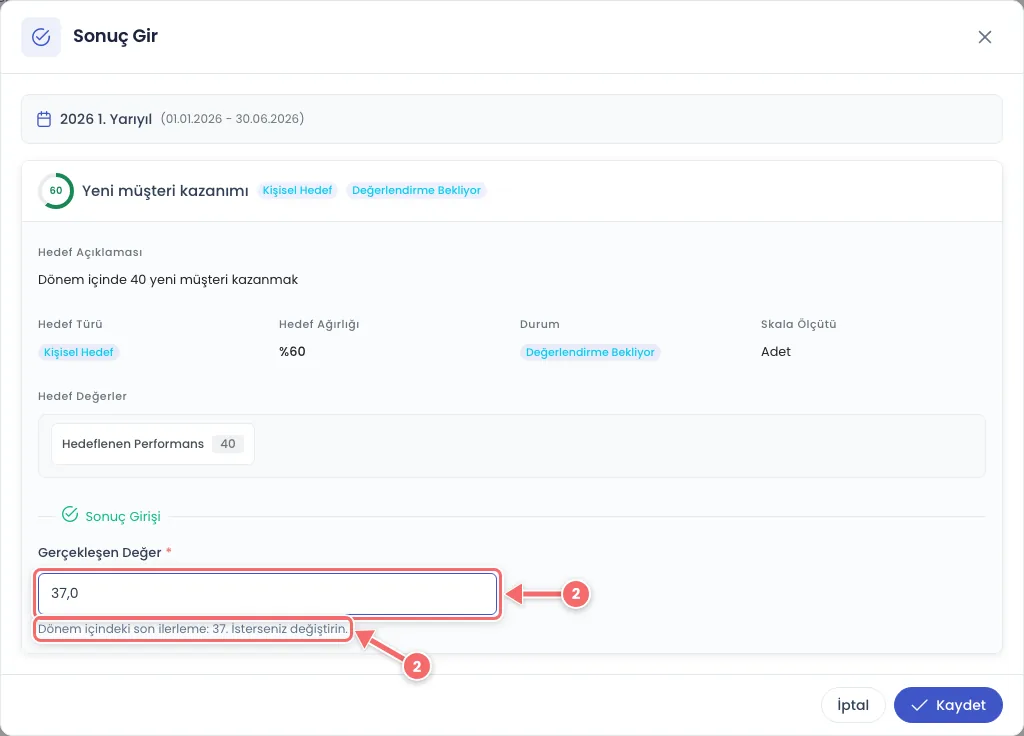 Sonuç Gir
2026 1. Yarıyıl (01.01.2026 - 30.06.2026)
60 Yeni müşteri kazanımı Kişisel Hedef Değerlendirme Bekliyor
Hedef Açıklaması
Dönem içinde 40 yeni müşteri kazanmak
Hedef Türü Hedef Ağırlığı Durum Skala Ölçütü
Kişisel Hedef %60 Değerlendirme Bekliyor Adet
Hedef Değerler
Hedeflenen Performans 40
Sonuç Girişi
Gerçekleşen Değer *
37,0
2
Dönem içindeki son ilerleme: 37. İsterseniz değiştirin.
2
İptal Kaydet